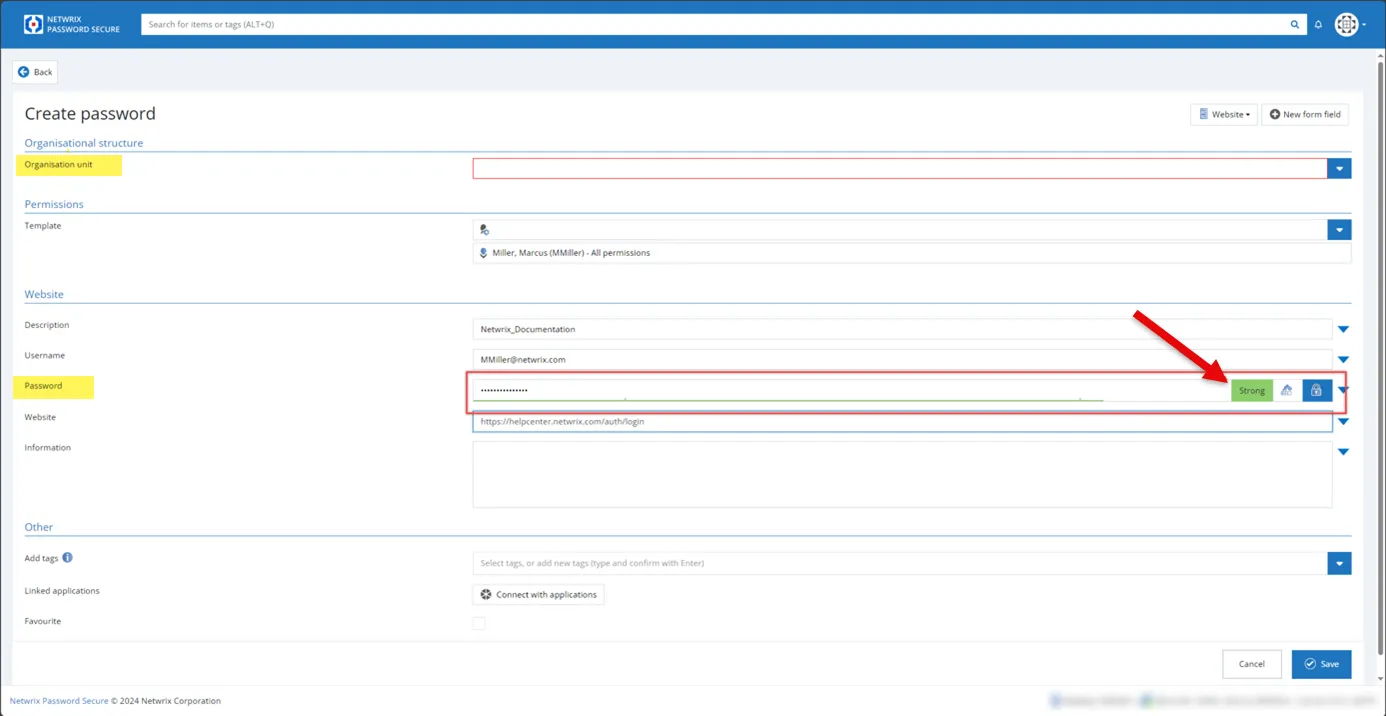 NETWRIX
PASSWORD SECURE
Search for items or tags (ALT+Q)
Back
Create password
Website
New form field
Organisational structure
Organisation unit
Permissions
Template
Miller, Marcus (MMiller) - All permissions
Website
Description
Netwrix_Documentation
Username
MMiller@netwrix.com
Password
•••••••••••••••
Strong
Website
https://helpcenter.netwrix.com/auth/login
Information
Other
Add tags
Select tags, or add new tags (type and confirm with Enter)
Linked applications
Connect with applications
Favourite
Cancel
Save
Netwrix Password Secure © 2024 Netwrix Corporation